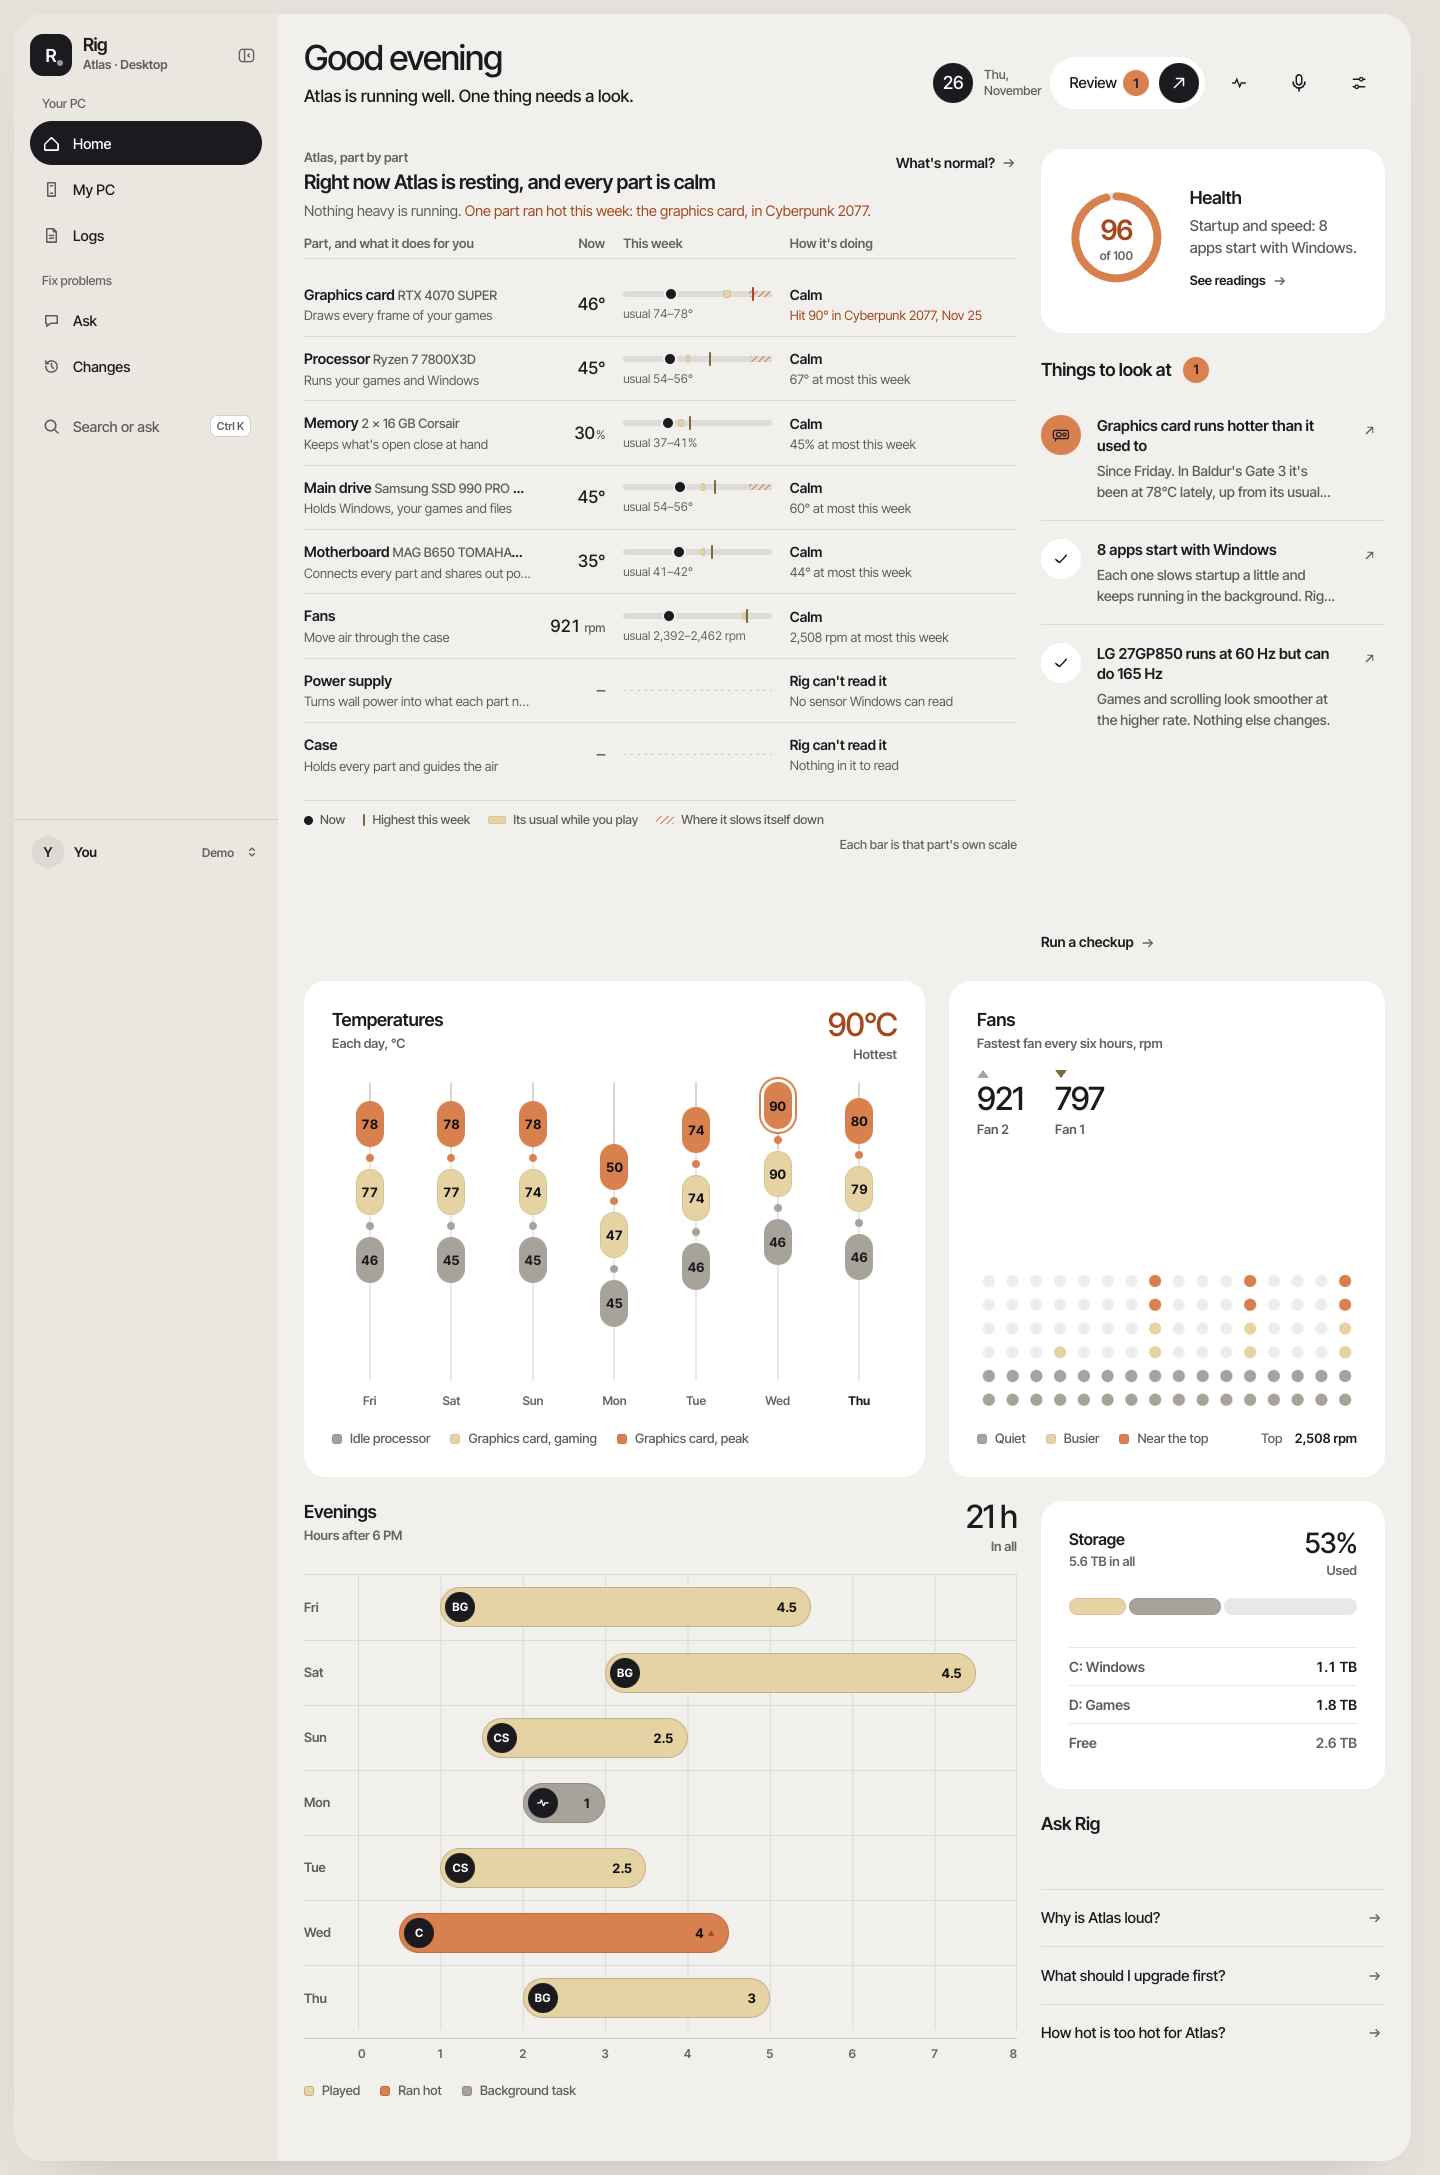 R
Rig
Atlas · Desktop
Your PC
Home
My PC
Logs
Fix problems
Ask
Changes
Search or ask
Ctrl K
Y
You
Demo
Good evening
Atlas is running well. One thing needs a look.
26
Thu,
November
Review
1
Atlas, part by part
Right now Atlas is resting, and every part is calm
What's normal?
Nothing heavy is running. One part ran hot this week: the graphics card, in Cyberpunk 2077.
Part, and what it does for you
Now
This week
How it's doing
Graphics card RTX 4070 SUPER
Draws every frame of your games
46°
usual 74–78°
Calm
Hit 90° in Cyberpunk 2077, Nov 25
Processor Ryzen 7 7800X3D
Runs your games and Windows
45°
usual 54–56°
Calm
67° at most this week
Memory 2 × 16 GB Corsair
Keeps what's open close at hand
30%
usual 37–41%
Calm
45% at most this week
Main drive Samsung SSD 990 PRO ...
Holds Windows, your games and files
45°
usual 54–56°
Calm
60° at most this week
Motherboard MAG B650 TOMAHA...
Connects every part and shares out po...
35°
usual 41–42°
Calm
44° at most this week
Fans
Move air through the case
921 rpm
usual 2,392–2,462 rpm
Calm
2,508 rpm at most this week
Power supply
Turns wall power into what each part n...
–
Rig can't read it
No sensor Windows can read
Case
Holds every part and guides the air
–
Rig can't read it
Nothing in it to read
Now
Highest this week
Its usual while you play
Where it slows itself down
Each bar is that part's own scale
96
of 100
Health
Startup and speed: 8
apps start with Windows.
See readings
Things to look at
1
Graphics card runs hotter than it
used to
Since Friday. In Baldur's Gate 3 it's
been at 78°C lately, up from its usual...
8 apps start with Windows
Each one slows startup a little and
keeps running in the background. Rig...
LG 27GP850 runs at 60 Hz but can
do 165 Hz
Games and scrolling look smoother at
the higher rate. Nothing else changes.
Run a checkup
Temperatures
Each day, °C
90°C
Hottest
78
77
46
78
77
45
78
74
45
50
47
45
74
74
46
90
90
46
80
79
46
Fri
Sat
Sun
Mon
Tue
Wed
Thu
Idle processor
Graphics card, gaming
Graphics card, peak
Fans
Fastest fan every six hours, rpm
921
Fan 2
797
Fan 1
Quiet
Busier
Near the top
Top
2,508 rpm
Evenings
Hours after 6 PM
21 h
In all
Fri
BG
4.5
Sat
BG
4.5
Sun
CS
2.5
Mon
1
Tue
CS
2.5
Wed
C
4
Thu
BG
3
0
1
2
3
4
5
6
7
8
Played
Ran hot
Background task
Storage
5.6 TB in all
53%
Used
C: Windows
1.1 TB
D: Games
1.8 TB
Free
2.6 TB
Ask Rig
Why is Atlas loud?
What should I upgrade first?
How hot is too hot for Atlas?